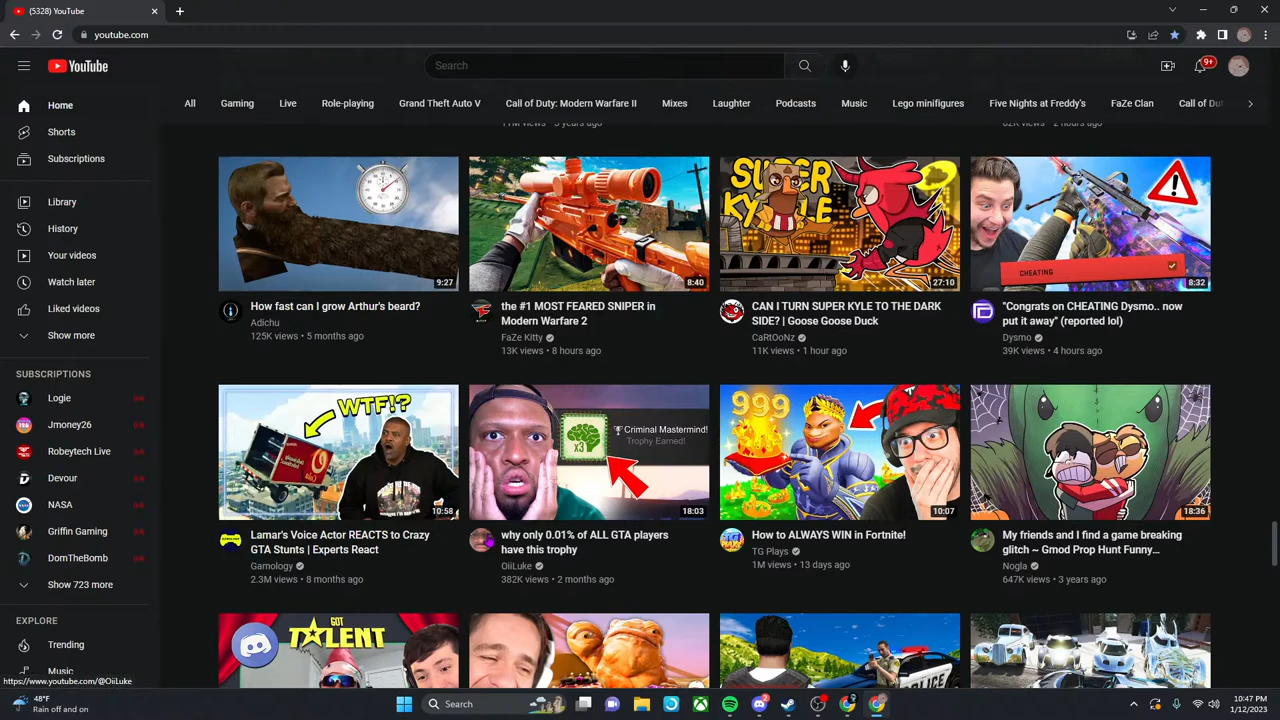 (5328) YouTube
youtube.com
YouTube
Search
9+
Home
Shorts
Subscriptions
Library
History
Your videos
Watch later
Liked videos
Show more
SUBSCRIPTIONS
Logie
Jmoney26
Robeytech Live
Devour
NASA
Griffin Gaming
DomTheBomb
Show 723 more
EXPLORE
Trending
Music
All
Gaming
Live
Role-playing
Grand Theft Auto V
Call of Duty: Modern Warfare II
Mixes
Laughter
Podcasts
Music
Lego minifigures
Five Nights at Freddy's
FaZe Clan
Call of Du
9:27
How fast can I grow Arthur's beard?
Adichu
125K views • 5 months ago
8:40
the #1 MOST FEARED SNIPER in
Modern Warfare 2
FaZe Kitty
13K views • 8 hours ago
SUPER
KYLE
27:10
CAN I TURN SUPER KYLE TO THE DARK
SIDE? | Goose Goose Duck
CaRtOoNz
11K views • 1 hour ago
CHEATING
8:32
"Congrats on CHEATING Dysmo.. now
put it away" (reported lol)
Dysmo
39K views • 4 hours ago
WTF!?
10:58
Lamar's Voice Actor REACTS to Crazy
GTA Stunts | Experts React
Gamology
2.3M views • 8 months ago
x3
Criminal Mastermind!
Trophy Earned!
18:03
why only 0.01% of ALL GTA players
have this trophy
OiiLuke
382K views • 2 months ago
999
10:07
How to ALWAYS WIN in Fortnite!
TG Plays
1M views • 13 days ago
18:36
My friends and I find a game breaking
glitch ~ Gmod Prop Hunt Funny...
Nogla
647K views • 3 years ago
GOT
TALENT
https://www.youtube.com/@OiiLuke
48°F
Rain off and on
Search
10:47 PM
1/12/2023